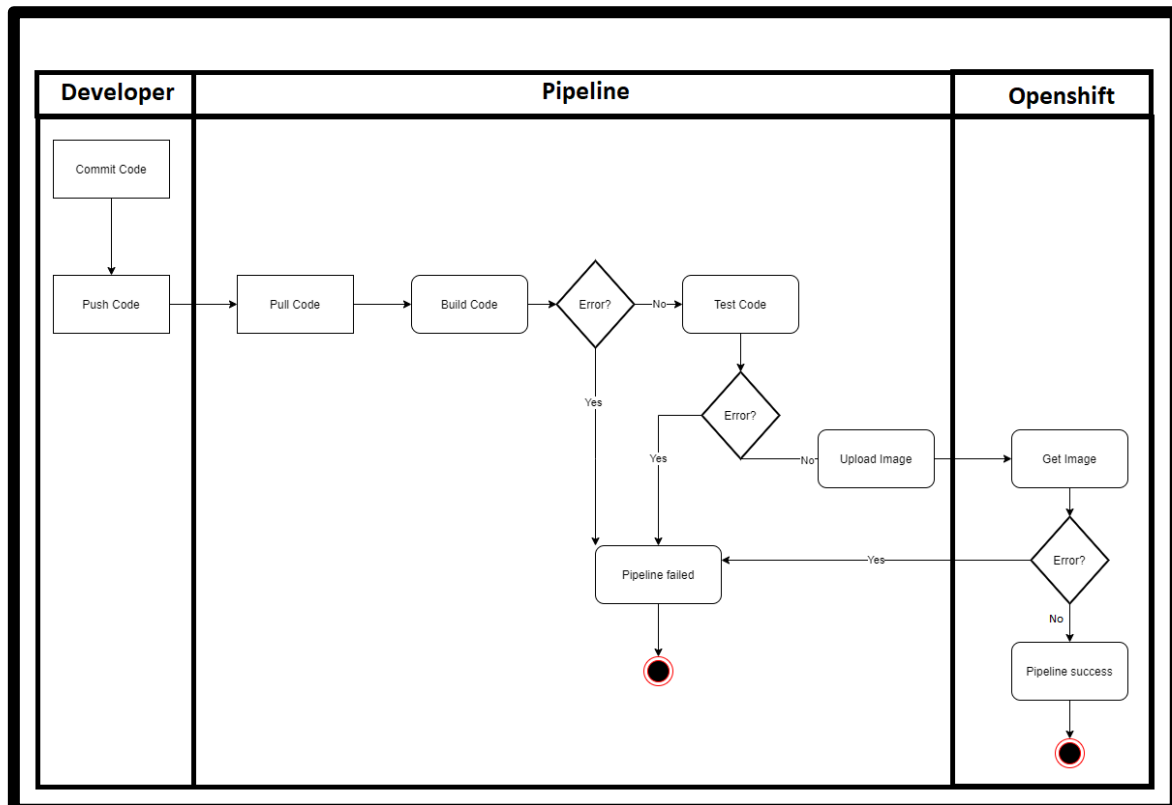 Developer
Pipeline
Openshift
Commit Code
Push Code
Pull Code
Build Code
Error?
No
Test Code
Yes
Error?
Yes
No
Upload Image
Get Image
Pipeline failed
Yes
Error?
No
Pipeline success